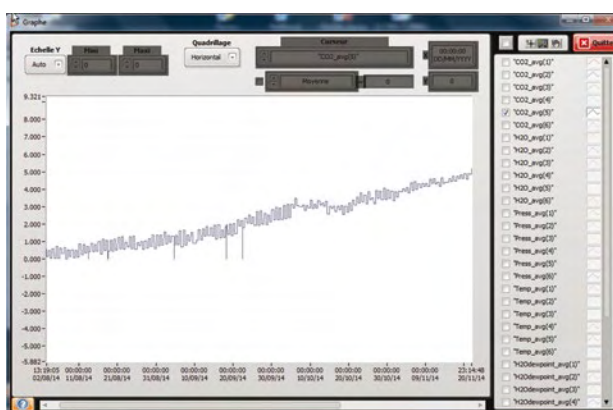 Graphe
Echelle Y
Mini
Maxi
Quadrillage
Curseur
Auto
0
0
Horizontal
"CO2_avg(5)"
00:00:00
DD/MM/YYYY
Moyenne
0
0
Quitte
9.321
8.000
7.000
6.000
5.000
4.000
3.000
2.000
1.000
0.000
-1.000
-2.000
-3.000
-4.000
-5.000
-5.882
13:19:05 00:00:00 00:00:00 00:00:00 00:00:00 00:00:00 00:00:00 00:00:00 00:00:00 00:00:00 00:00:00 23:14:48
02/08/14 11/08/14 21/08/14 31/08/14 10/09/14 20/09/14 30/09/14 10/10/14 20/10/14 30/10/14 09/11/14 20/11/14
"CO2_avg(1)"
"CO2_avg(2)"
"CO2_avg(3)"
"CO2_avg(4)"
"CO2_avg(5)"
"CO2_avg(6)"
"H2O_avg(1)"
"H2O_avg(2)"
"H2O_avg(3)"
"H2O_avg(4)"
"H2O_avg(5)"
"H2O_avg(6)"
"Press_avg(1)"
"Press_avg(2)"
"Press_avg(3)"
"Press_avg(4)"
"Press_avg(5)"
"Press_avg(6)"
"Temp_avg(1)"
"Temp_avg(2)"
"Temp_avg(3)"
"Temp_avg(4)"
"Temp_avg(5)"
"Temp_avg(6)"
"H2Odewpoint_avg(1)"
"H2Odewpoint_avg(2)"
"H2Odewpoint_avg(3)"
"H2Odewpoint_avg(4)"